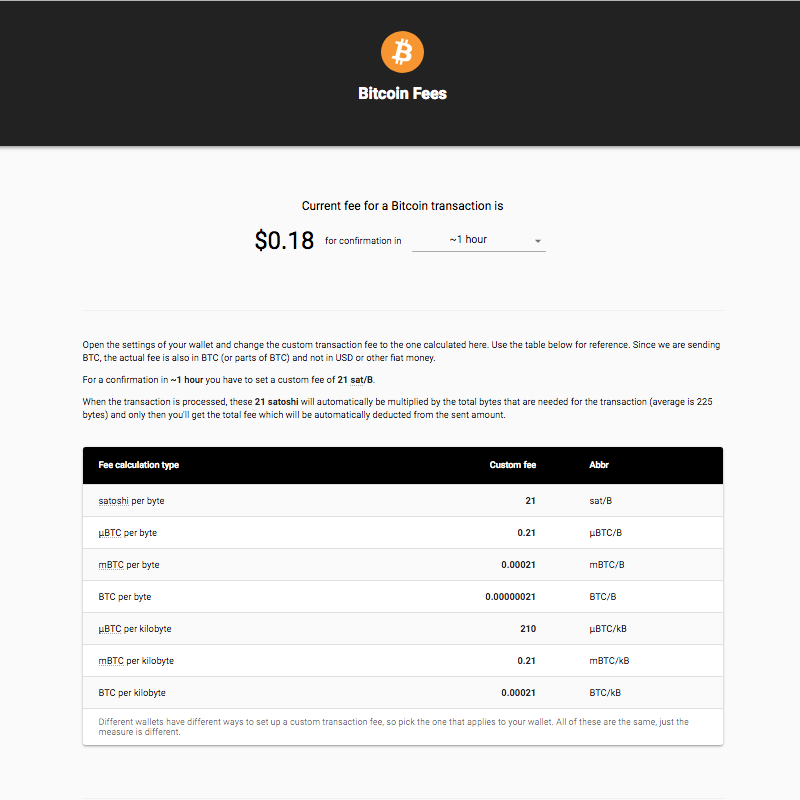 Bitcoin Fees
Current fee for a Bitcoin transaction is
$0.18 for confirmation in ~1 hour
Open the settings of your wallet and change the custom transaction fee to the one calculated here. Use the table below for reference. Since we are sending
BTC, the actual fee is also in BTC (or parts of BTC) and not in USD or other fiat money.
For a confirmation in ~1 hour you have to set a custom fee of 21 sat/B.
When the transaction is processed, these 21 satoshi will automatically be multiplied by the total bytes that are needed for the transaction (average is 225
bytes) and only then you'll get the total fee which will be automatically deducted from the sent amount.
Fee calculation type Custom fee Abbr
satoshi per byte 21 sat/B
µBTC per byte 0.21 µBTC/B
mBTC per byte 0.00021 mBTC/B
BTC per byte 0.00000021 BTC/B
µBTC per kilobyte 210 µBTC/kB
mBTC per kilobyte 0.21 mBTC/kB
BTC per kilobyte 0.00021 BTC/kB
Different wallets have different ways to set up a custom transaction fee, so pick the one that applies to your wallet. All of these are the same, just the
measure is different.